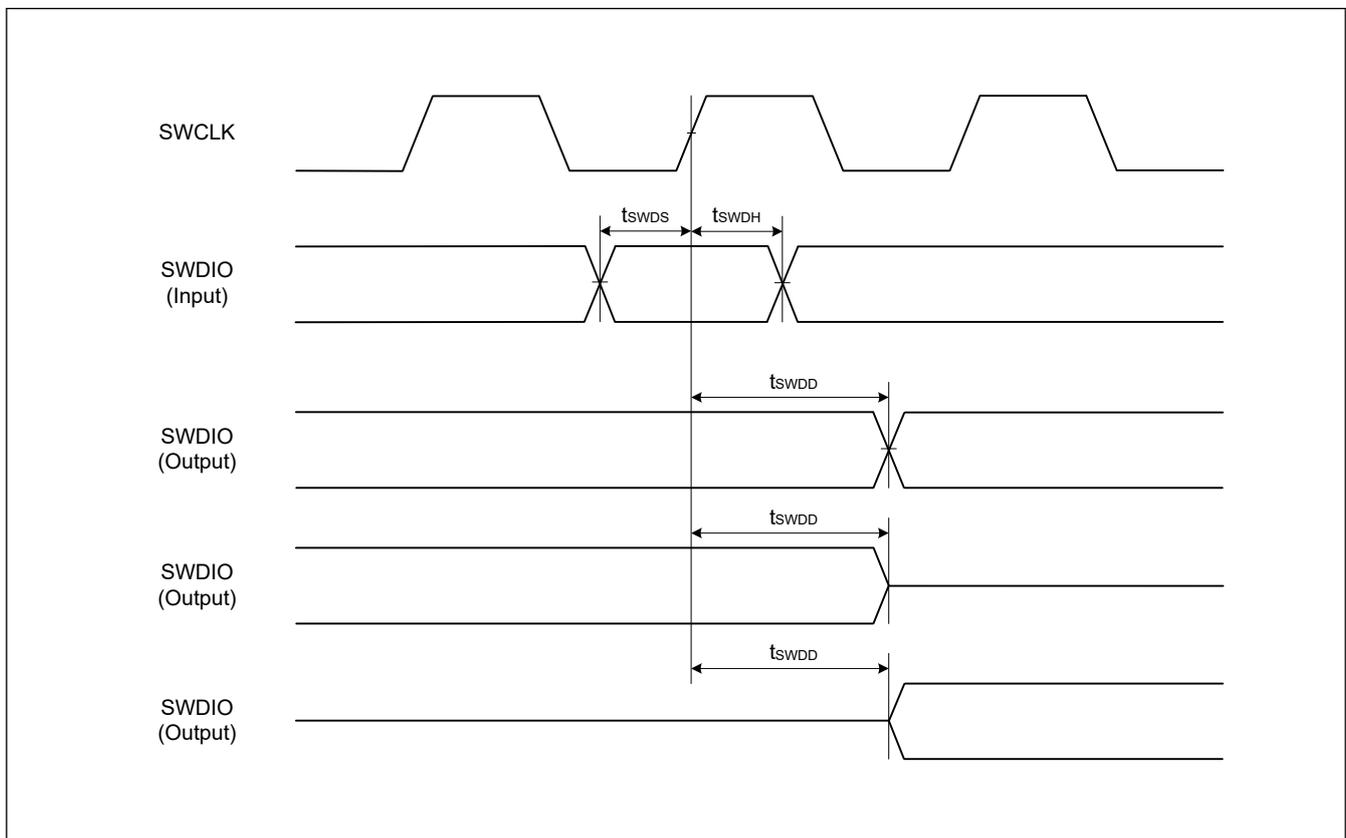 SWCLK
tSWDS
tSWDH
SWDIO
(Input)
tSWDD
SWDIO
(Output)
tSWDD
SWDIO
(Output)
tSWDD
SWDIO
(Output)